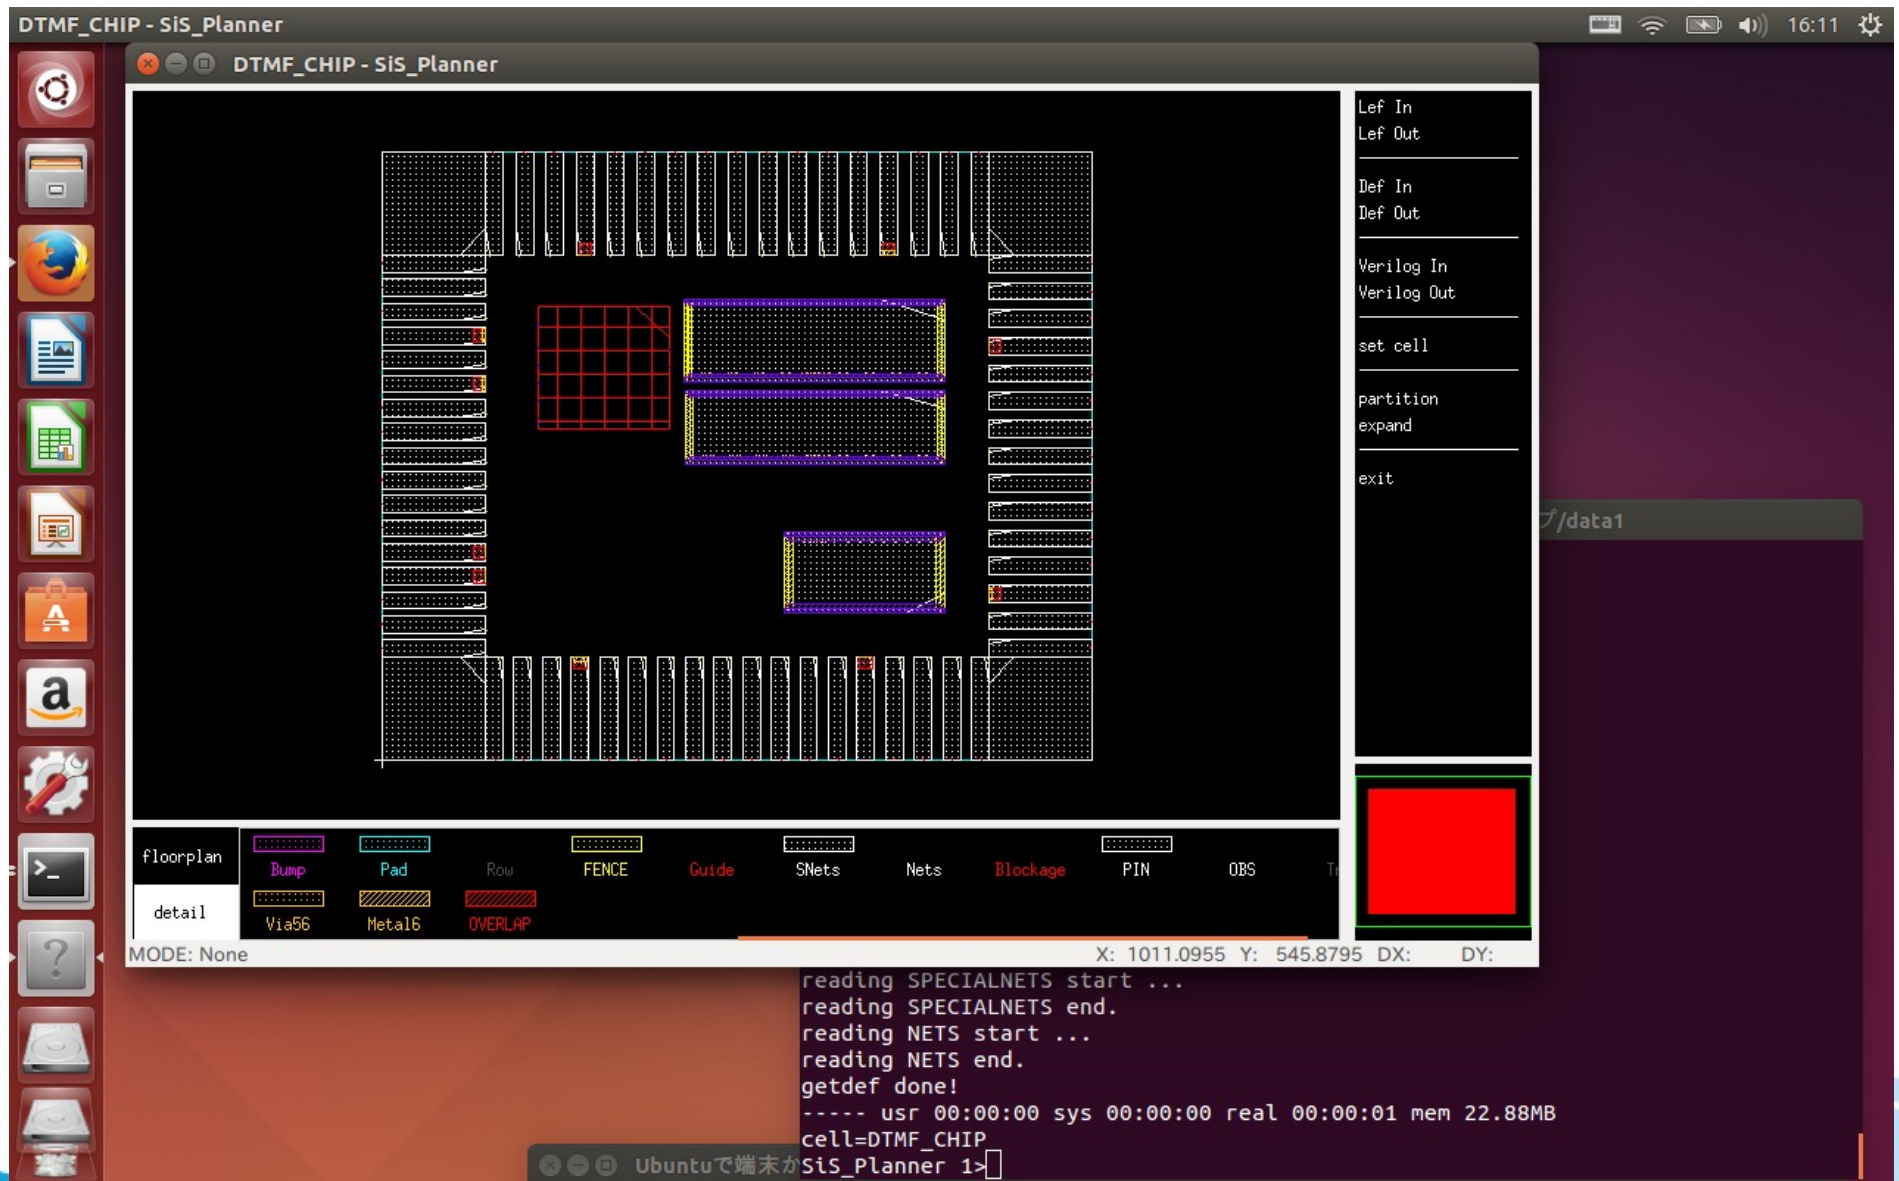 DTMF_CHIP - SiS_Planner
16:11
DTMF_CHIP - SiS_Planner
Lef In
Lef Out
Def In
Def Out
Verilog In
Verilog Out
set cell
partition
expand
exit
floorplan
detail
Bump Pad Row FENCE Guide SNets Nets Blockage PIN OBS
Via56 Metal6 OVERLAP
MODE: None X: 1011.0955 Y: 545.8795 DX: DY:
プ/data1
reading SPECIALNETS start ...
reading SPECIALNETS end.
reading NETS start ...
reading NETS end.
getdef done!
----- usr 00:00:00 sys 00:00:00 real 00:00:01 mem 22.88MB
cell=DTMF_CHIP
SiS_Planner 1>
Ubuntuで端末か